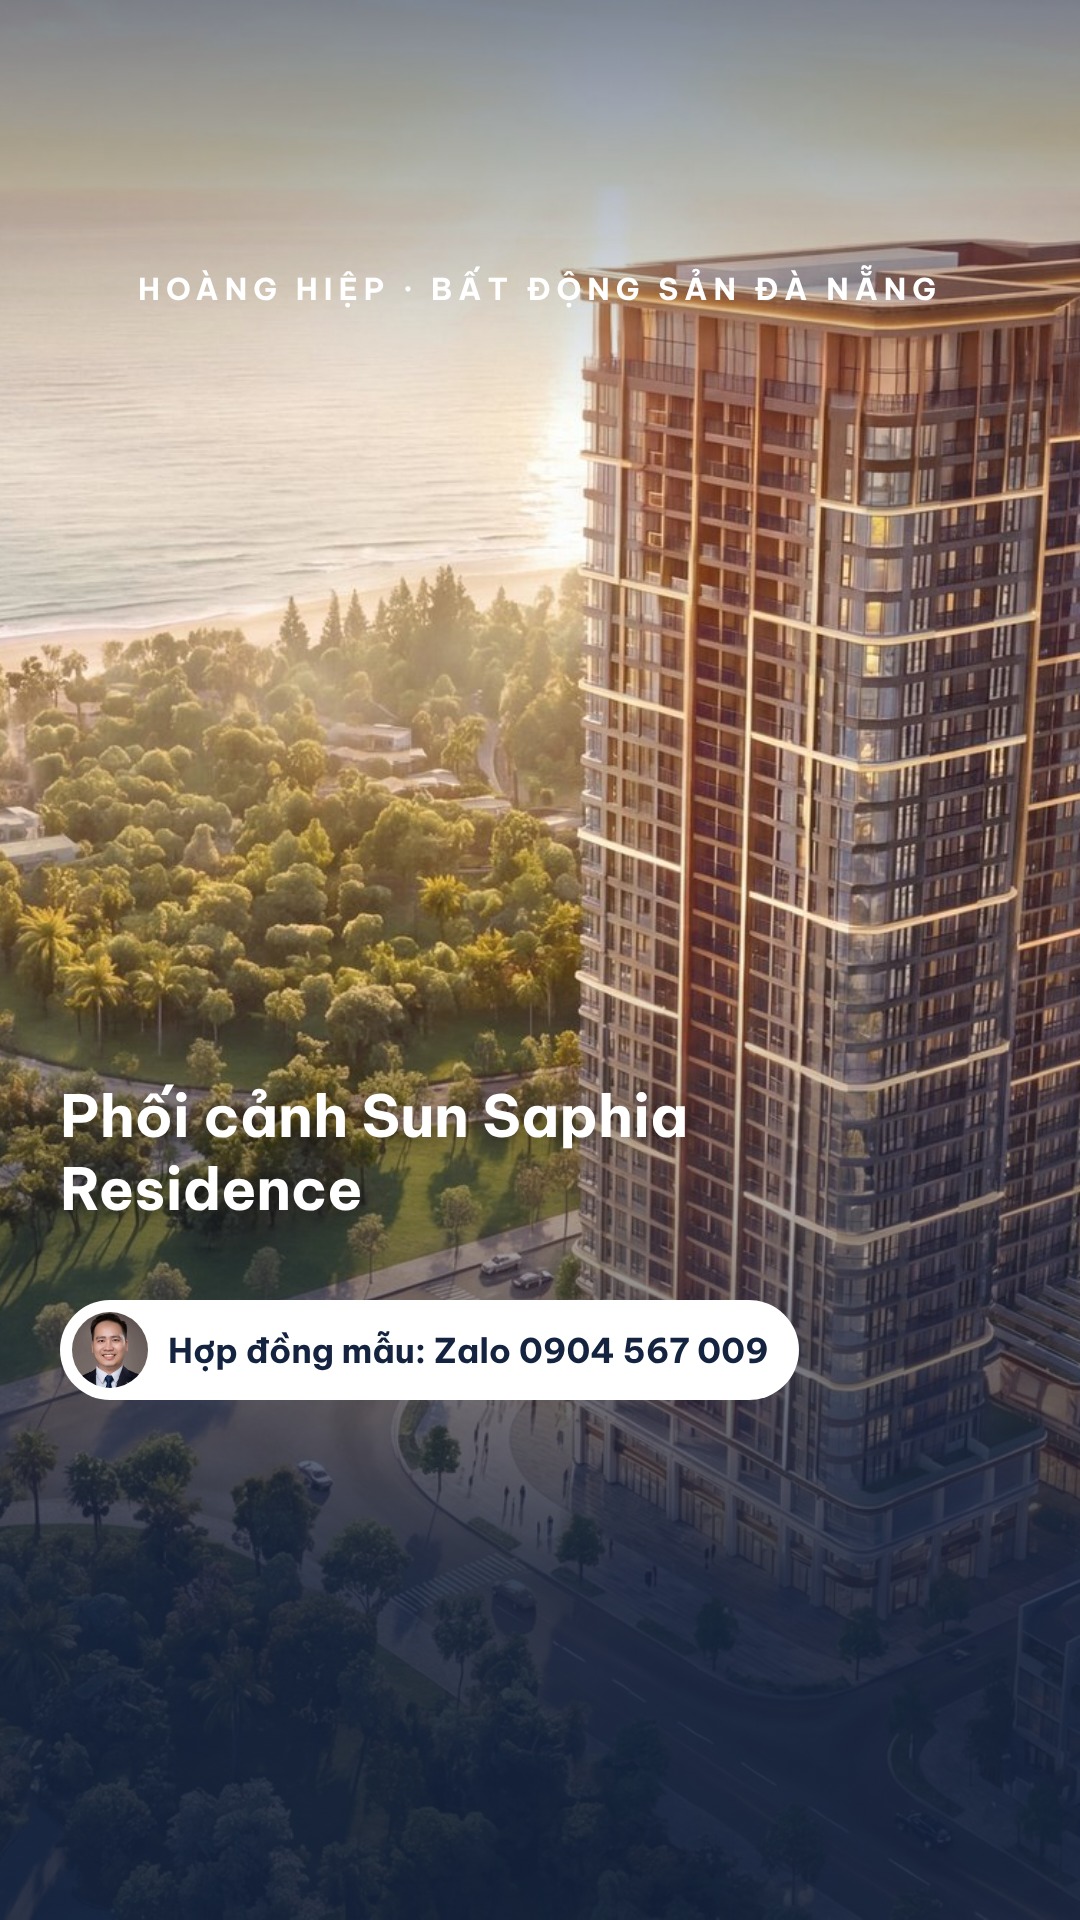 HOÀNG HIỆP · BẤT ĐỘNG SẢN ĐÀ NẴNG
Phối cảnh Sun Saphia
Residence
Hợp đồng mẫu: Zalo 0904 567 009